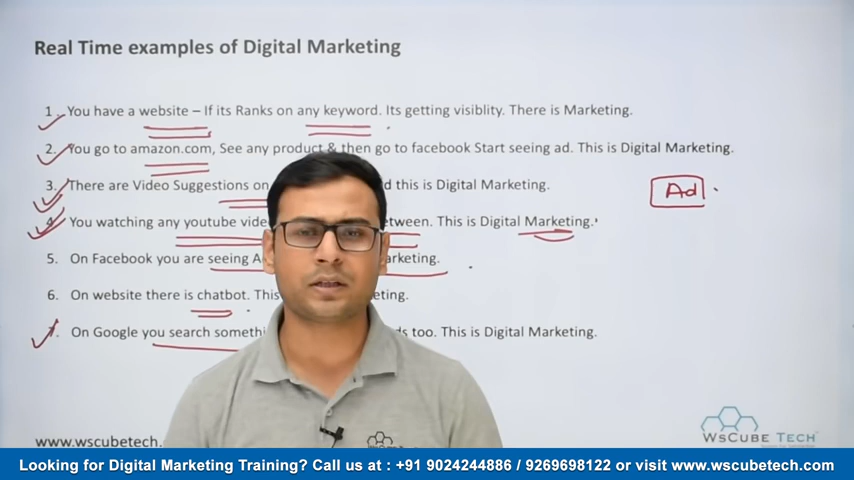 Real Time examples of Digital Marketing
1. You have a website – If its Ranks on any keyword. Its getting visiblity. There is Marketing.
2. You go to amazon.com, See any product & then go to facebook Start seeing ad. This is Digital Marketing.
3. There are Video Suggestions on d this is Digital Marketing.
Ad
4. You watching any youtube vide etween. This is Digital Marketing.
5. On Facebook you are seeing A arketing.
6. On website there is chatbot. This eting.
7. On Google you search somethi ds too. This is Digital Marketing.
www.wscubetech.
WsCube Tech
Looking for Digital Marketing Training? Call us at : +91 9024244886 / 9269698122 or visit www.wscubetech.com